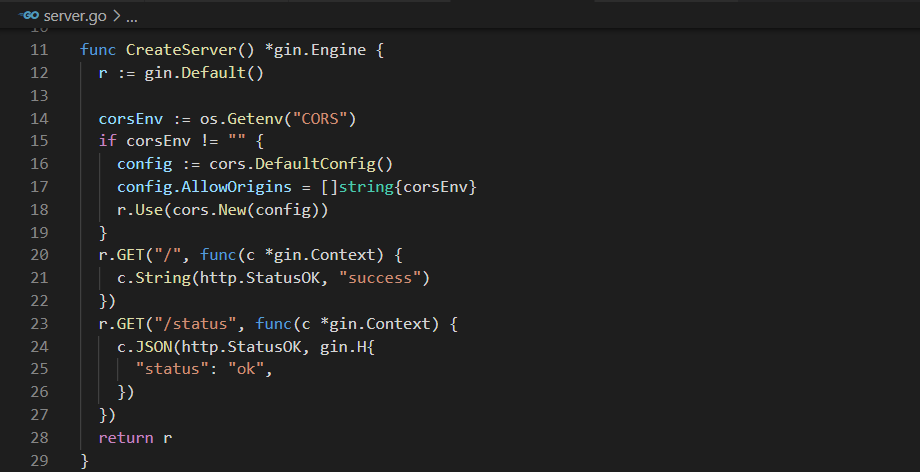 GO server.go > ...
10
11 func CreateServer() *gin.Engine {
12   r := gin.Default()
13
14   corsEnv := os.Getenv("CORS")
15   if corsEnv != "" {
16     config := cors.DefaultConfig()
17     config.AllowOrigins = []string{corsEnv}
18     r.Use(cors.New(config))
19   }
20   r.GET("/", func(c *gin.Context) {
21     c.String(http.StatusOK, "success")
22   })
23   r.GET("/status", func(c *gin.Context) {
24     c.JSON(http.StatusOK, gin.H{
25       "status": "ok",
26     })
27   })
28   return r
29 }